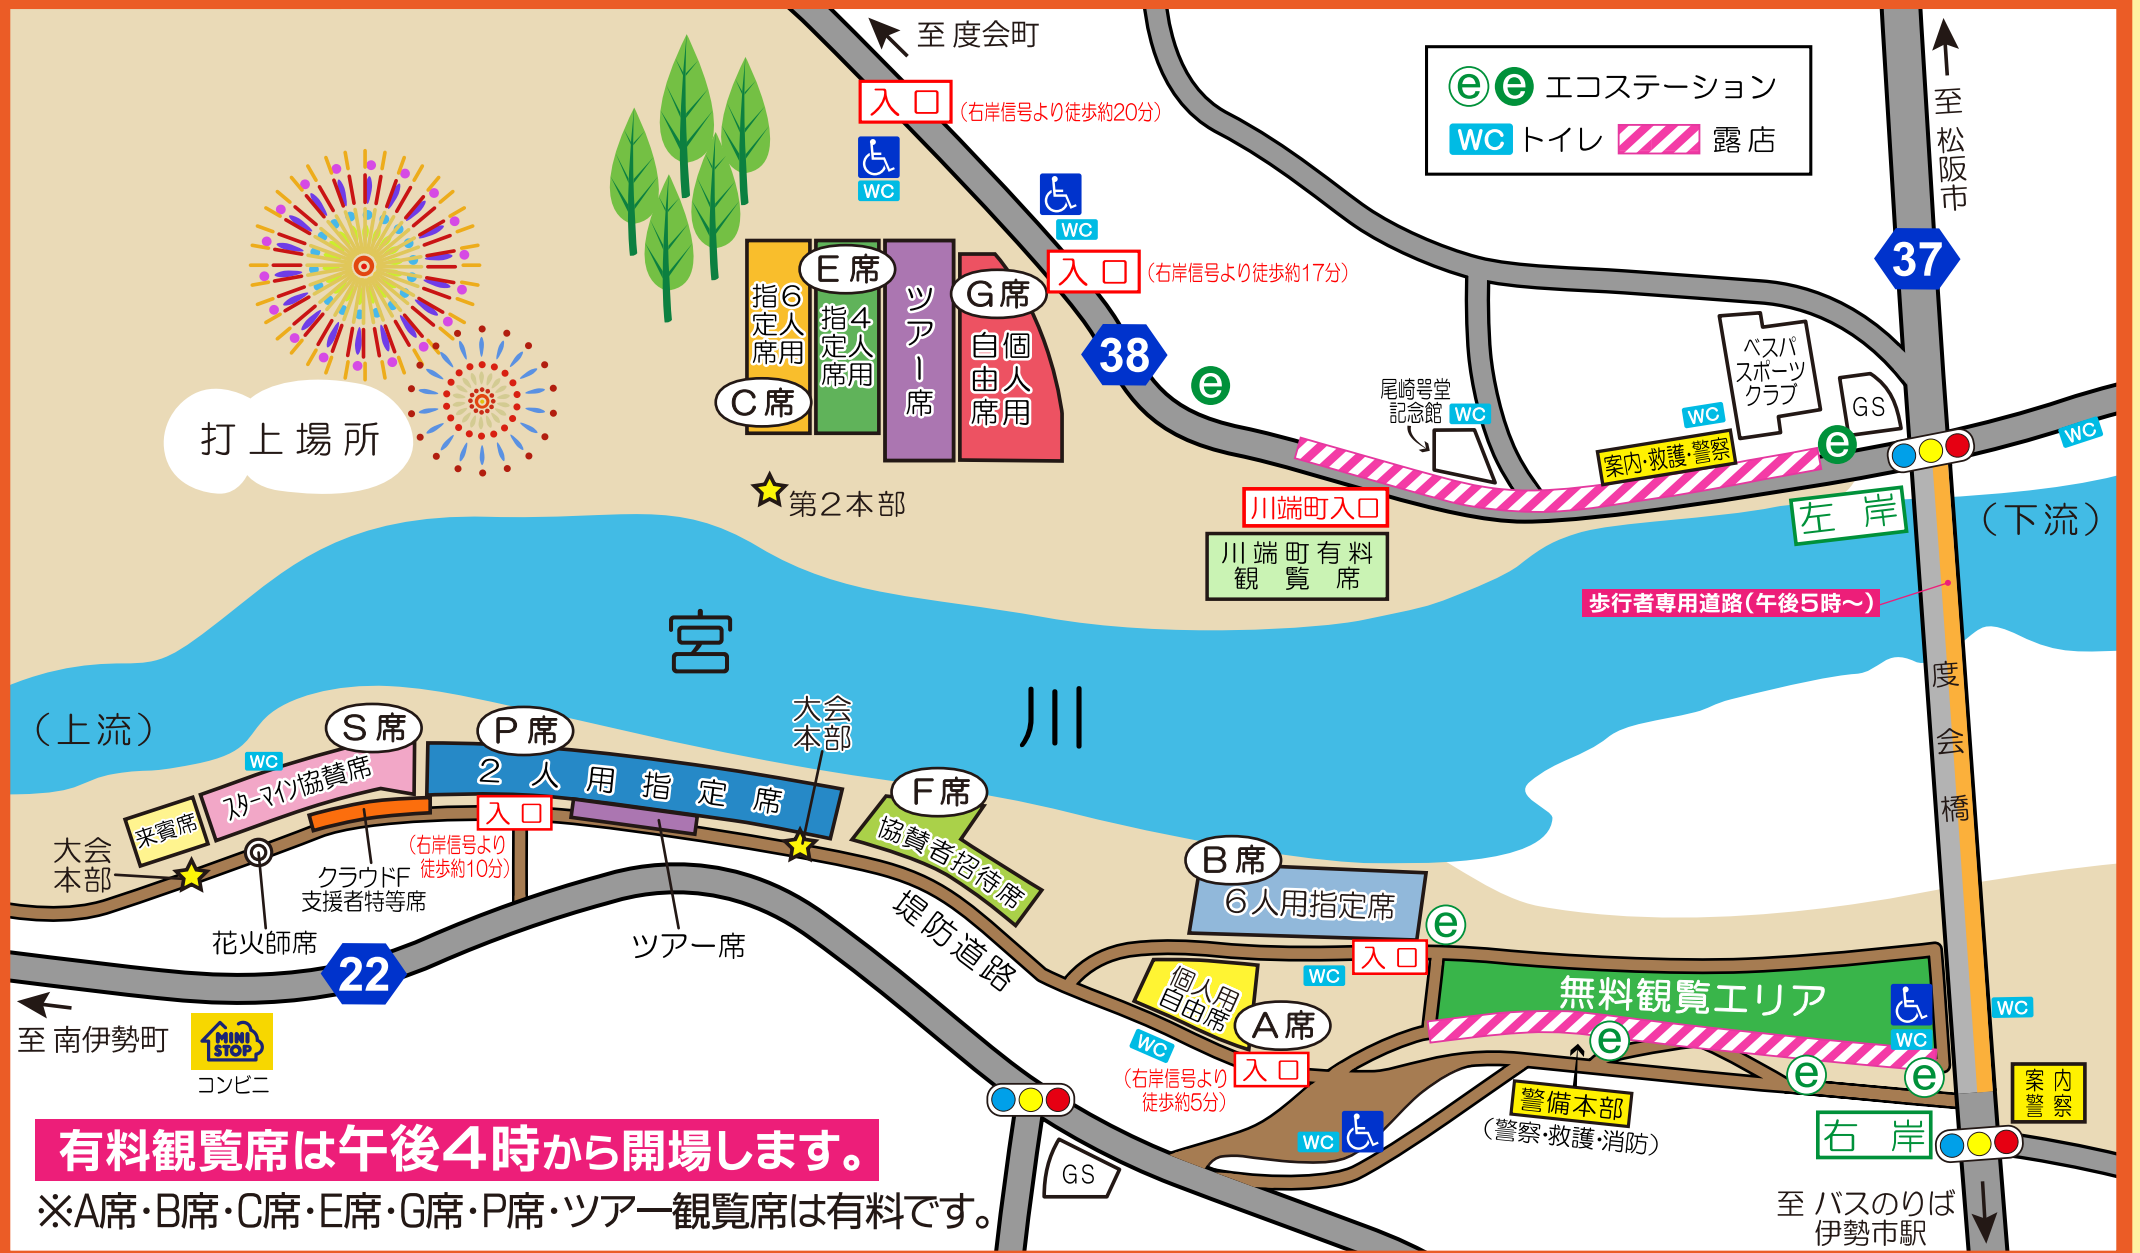 至 度会町
入口
(右岸信号より徒歩約20分)
WC
WC
入口
(右岸信号より徒歩約17分)
e e エコステーション
WC トイレ 露店
至 松阪市
37
38
22
E席
6人用
指定席
C席
4人用
指定席
ツアー席
G席
個人用
自由席
打上場所
第2本部
e
尾崎咢堂
記念館
WC
ベスパ
スポーツ
クラブ
GS
WC
案内・救護・警察
e
WC
川端町入口
川端町有料
観覧席
左岸
(下流)
歩行者専用道路(午後5時〜)
宮川
度会橋
(上流)
S席
P席
WC
スターマイン協賛席
2人用指定席
大会
本部
F席
協賛者招待席
来賓席
入口
(右岸信号より
徒歩約10分)
大会
本部
クラウドF
支援者特等席
花火師席
ツアー席
堤防道路
B席
6人用指定席
e
入口
WC
個人用
自由席
A席
WC
入口
(右岸信号より
徒歩約5分)
無料観覧エリア
WC
e
e
e
WC
警備本部
(警察・救護・消防)
WC
案内
警察
右岸
至 南伊勢町
MINI
STOP
コンビニ
GS
至 バスのりば
伊勢市駅
有料観覧席は午後4時から開場します。
※A席・B席・C席・E席・G席・P席・ツアー観覧席は有料です。